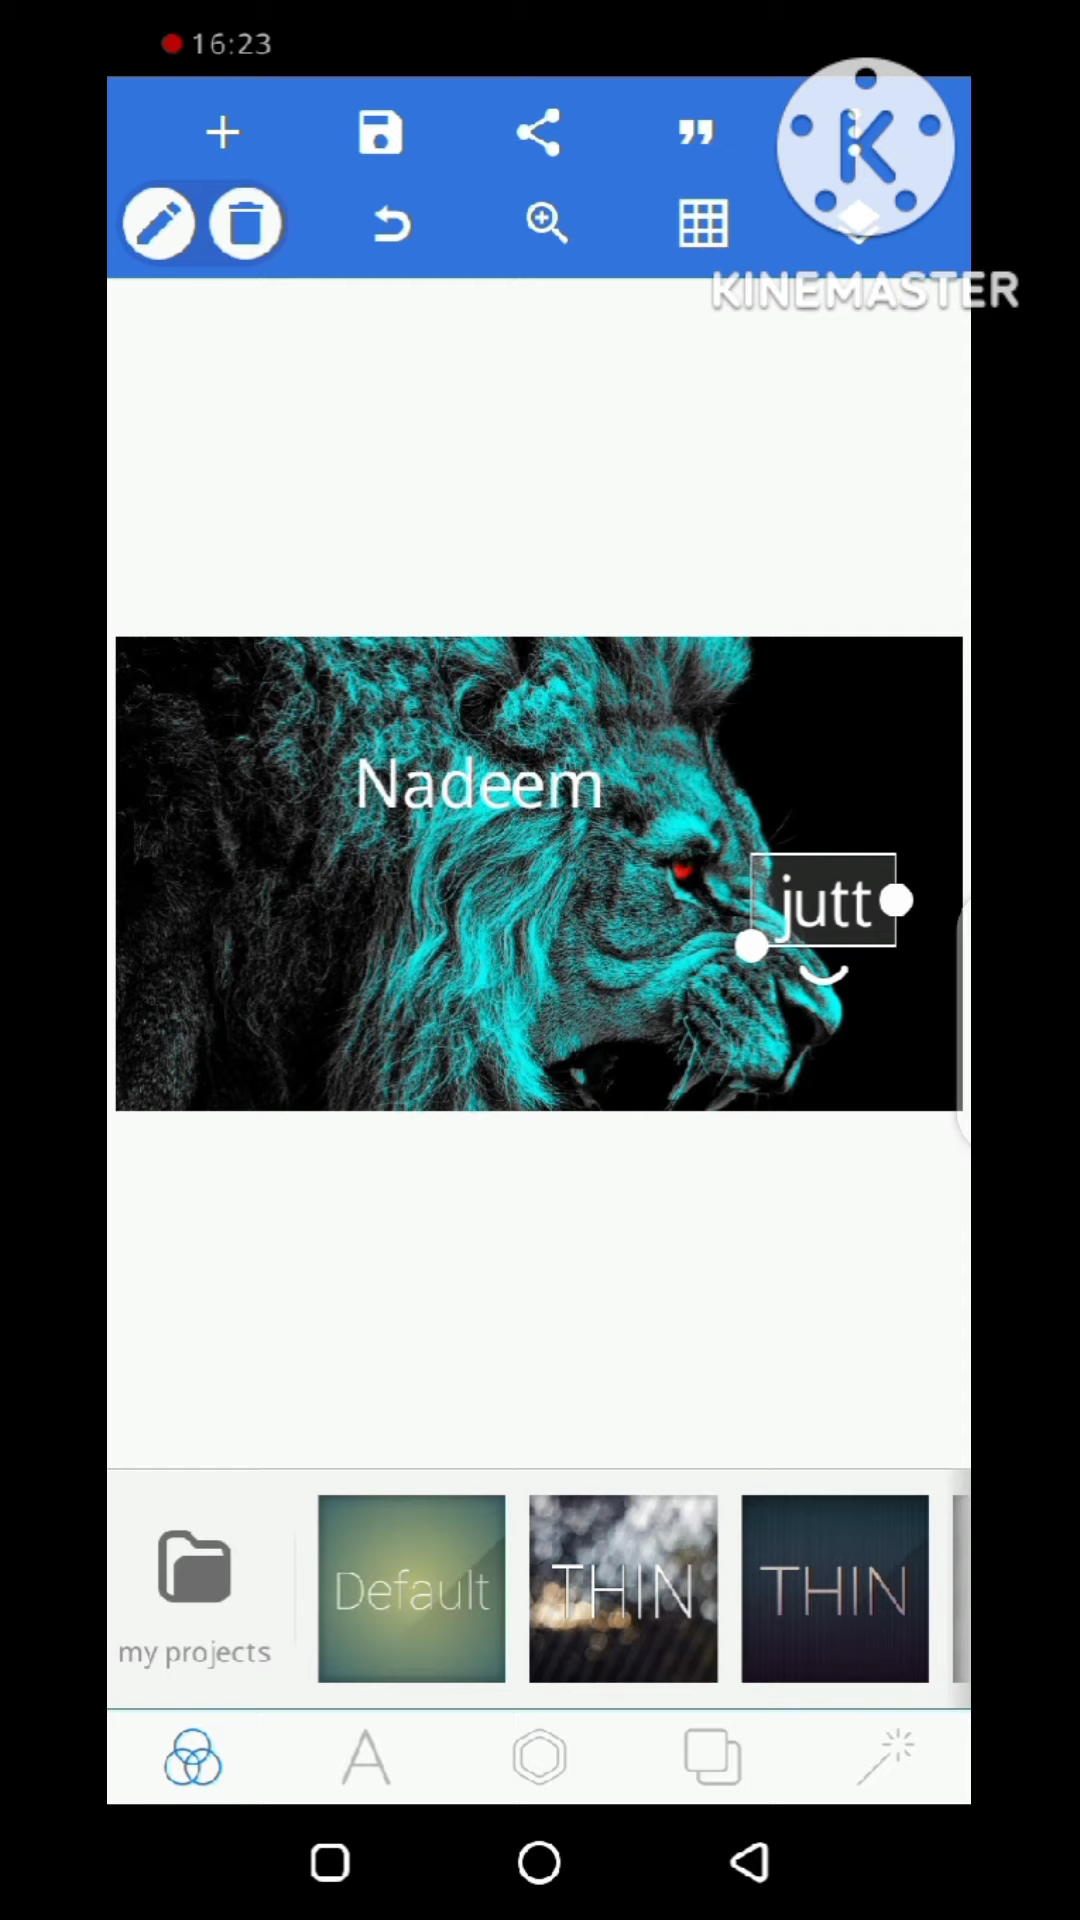 16:23
K
KINEMASTER
Nadeem
jutt
Default
THIN
THIN
my projects